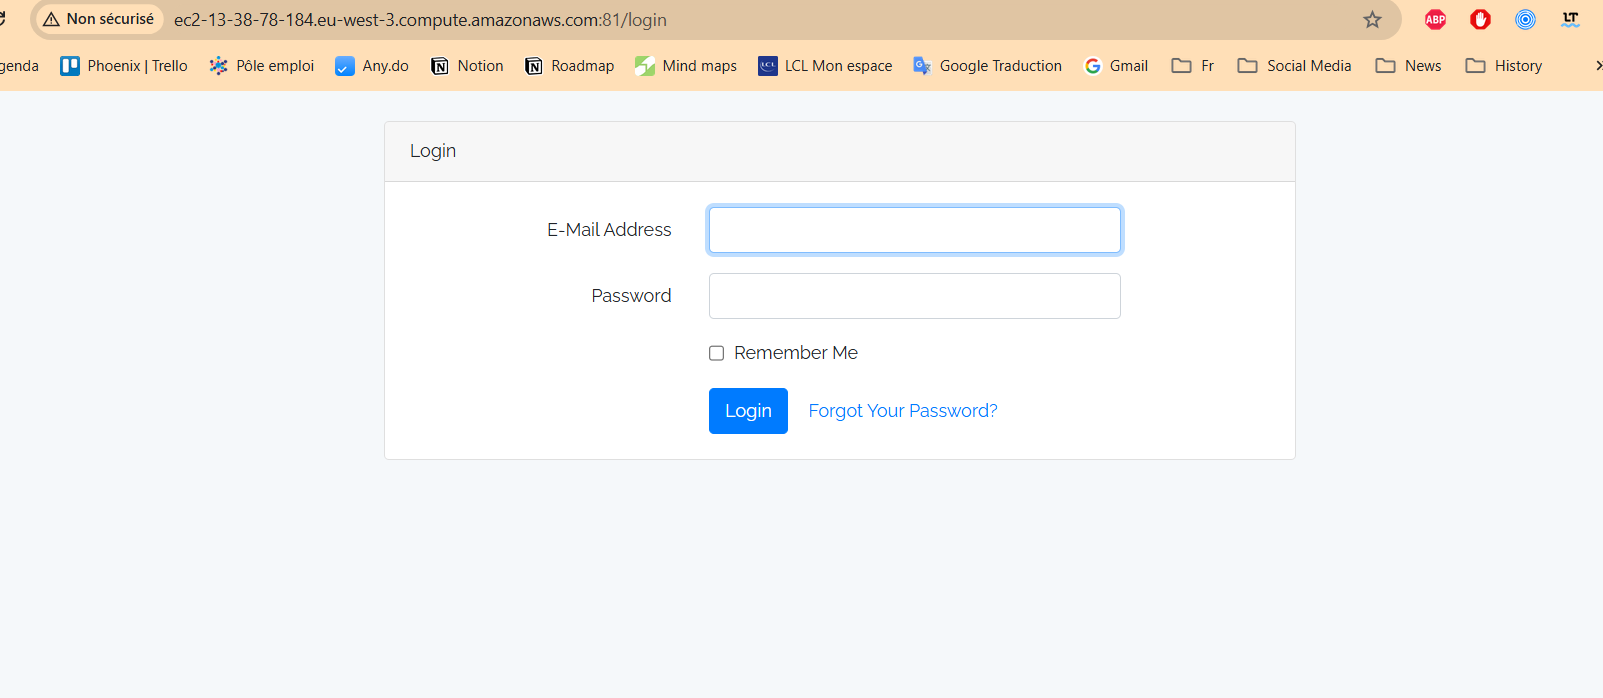 Non sécurisé ec2-13-38-78-184.eu-west-3.compute.amazonaws.com:81/login ABP LT
genda Phoenix | Trello Pôle emploi Any.do Notion Roadmap Mind maps LCL LCL Mon espace Google Traduction Gmail Fr Social Media News History
Login
E-Mail Address
Password
Remember Me
Login Forgot Your Password?